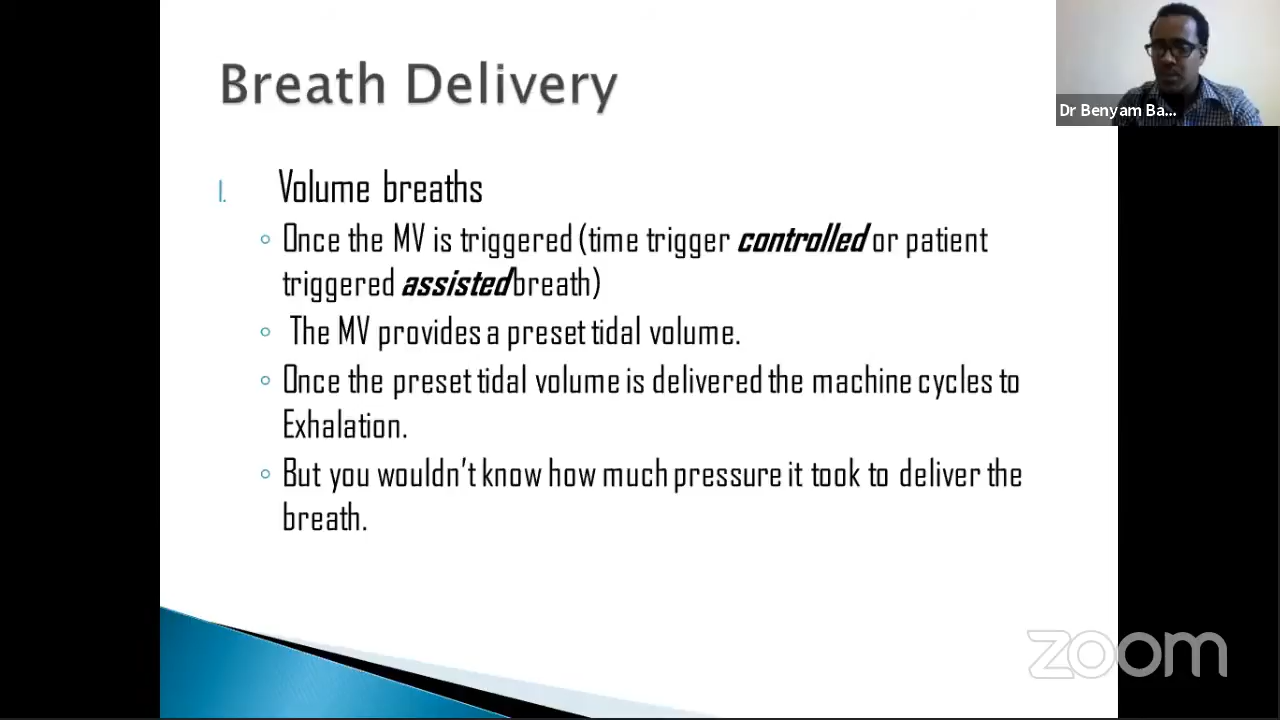 Breath Delivery
Dr Benyam Ba...
I. Volume breaths
◦ Once the MV is triggered (time trigger controlled or patient
triggered assisted breath)
◦ The MV provides a preset tidal volume.
◦ Once the preset tidal volume is delivered the machine cycles to
Exhalation.
◦ But you wouldn't know how much pressure it took to deliver the
breath.
zoom